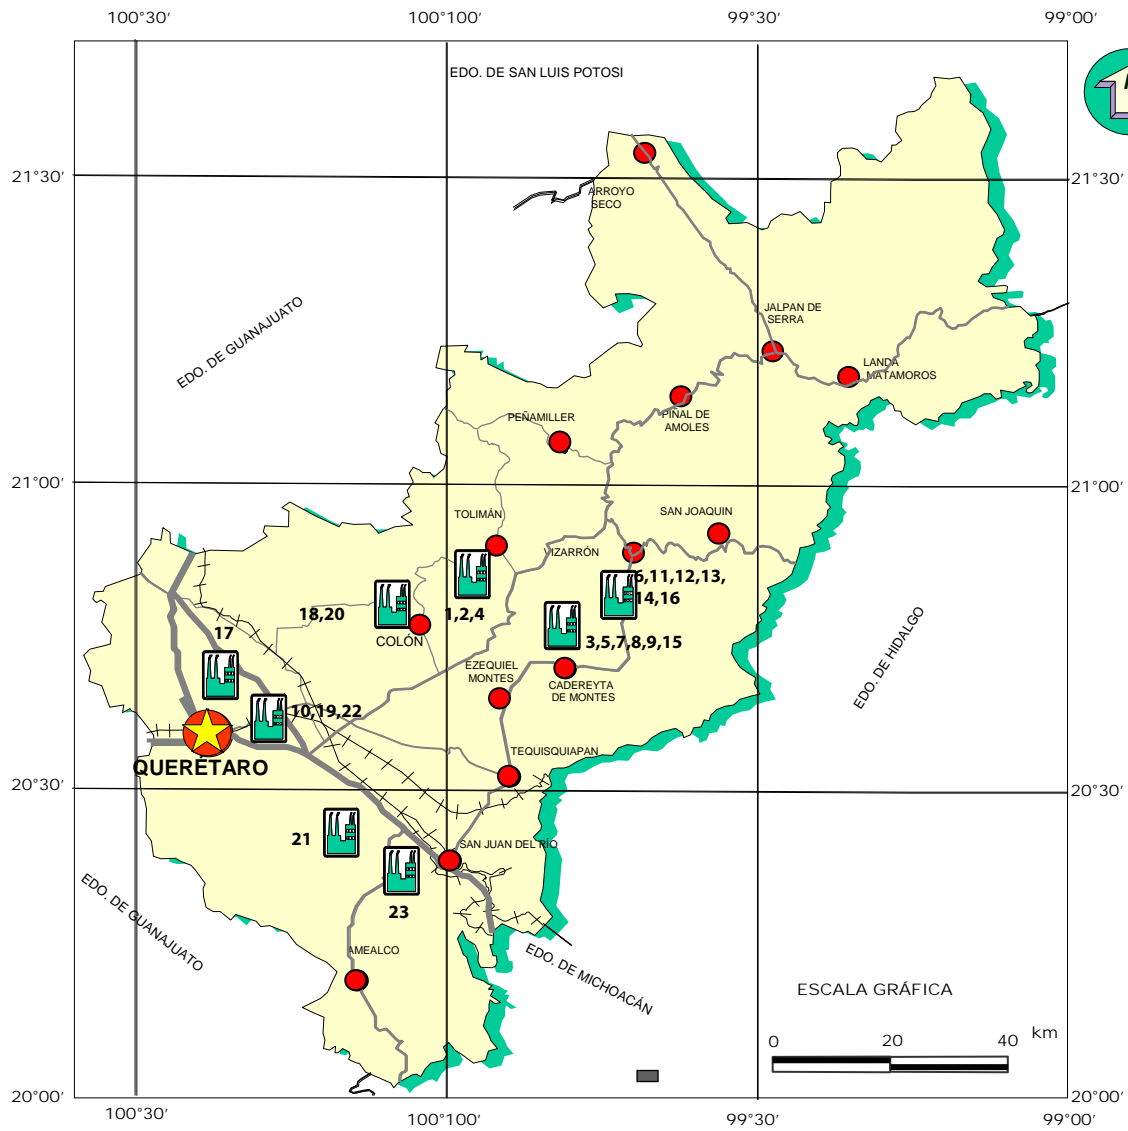 100°30'
100°10'
99°30'
99°00'
EDO. DE SAN LUIS POTOSI
21°30'
21°30'
ARROYO
SECO
JALPAN DE
SERRA
EDO. DE GUANAJUATO
LANDA
MATAMOROS
PEÑAMILLER
PINAL DE
AMOLES
21°00'
21°00'
TOLIMÁN
SAN JOAQUIN
VIZARRÓN
6,11,12,13,
14,16
18,20
1,2,4
17
COLÓN
3,5,7,8,9,15
EDO. DE HIDALGO
EZEQUIEL
MONTES
CADEREYTA
DE MONTES
10,19,22
TEQUISQUIAPAN
QUERÉTARO
20°30'
20°30'
21
SAN JUAN DEL RÍO
23
EDO. DE GUANAJUATO
AMEALCO
EDO. DE MICHOACÁN
ESCALA GRÁFICA
0
20
40
km
20°00'
20°00'
100°30'
100°10'
99°30'
99°00'